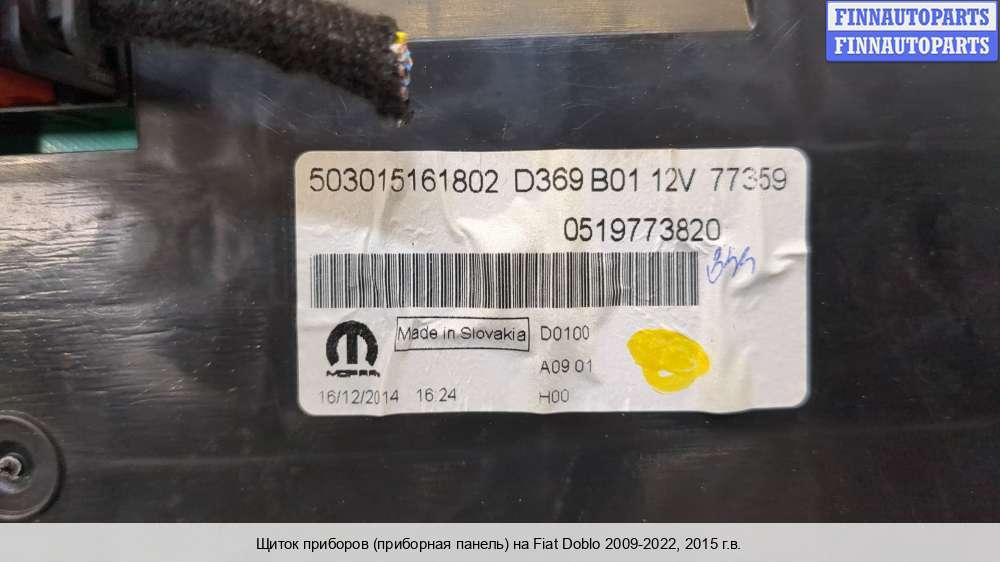 FINNAUTOPARTS
FINNAUTOPARTS
503015161802 D369 B01 12V 77359
0519773820
Made in Slovakia D0100
MOPAR A09 01
16/12/2014 16:24 H00
Щиток приборов (приборная панель) на Fiat Doblo 2009-2022, 2015 г.в.